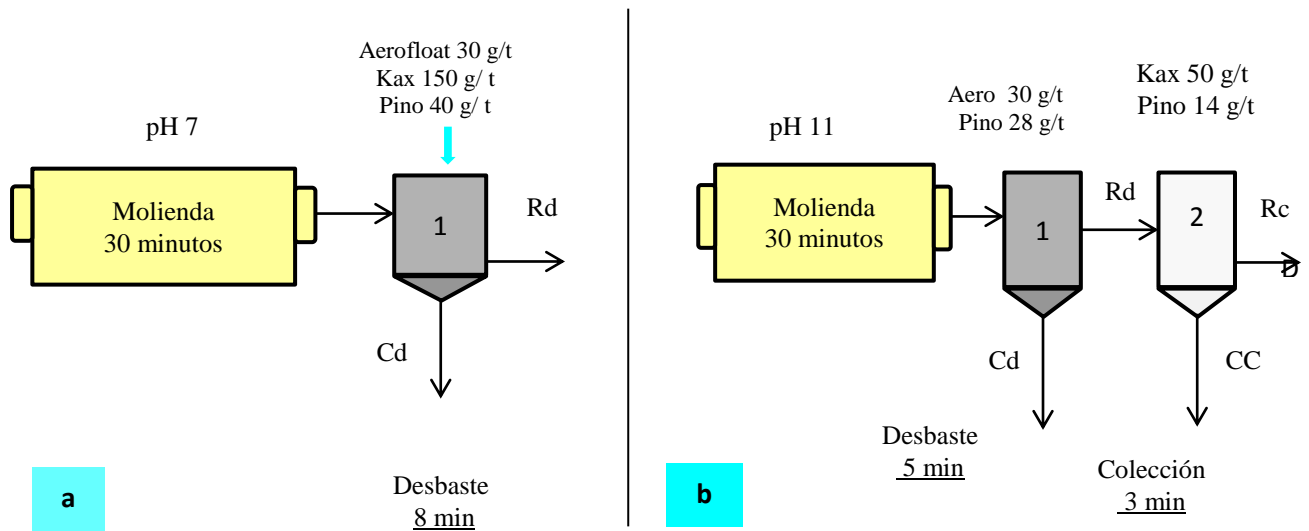 Aerofloat 30 g/t
Kax 150 g/ t
Pino 40 g/ t
pH 7
Molienda
30 minutos
1
Rd
Cd
Desbaste
8 min
a
Kax 50 g/t
Pino 14 g/t
Aero 30 g/t
Pino 28 g/t
pH 11
Molienda
30 minutos
1
Rd
2
Rc
D
Cd
CC
Desbaste
5 min
Colección
3 min
b